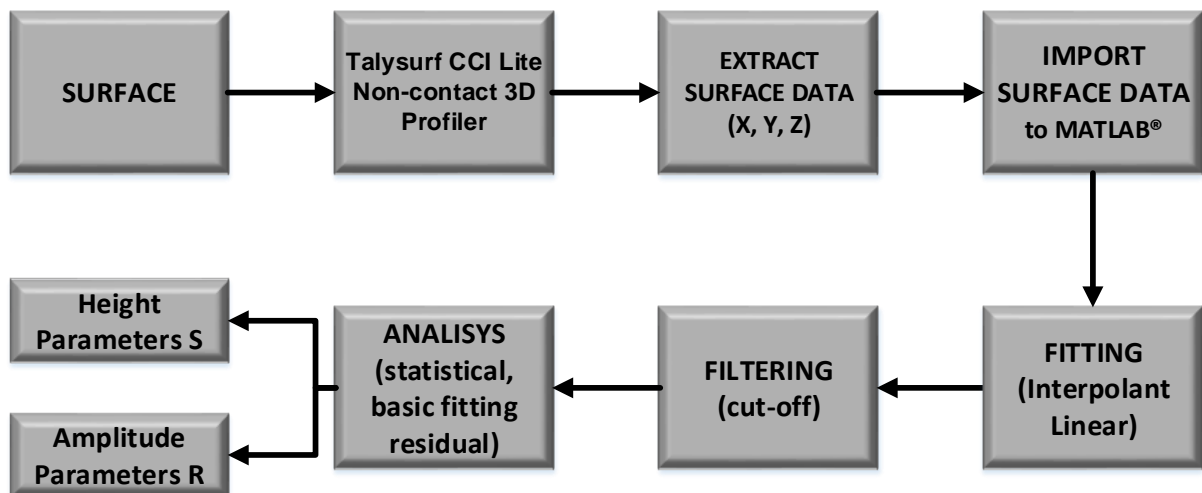 SURFACE
Talysurf CCI Lite
Non-contact 3D
Profiler
EXTRACT
SURFACE DATA
(X, Y, Z)
IMPORT
SURFACE DATA
to MATLAB®
FITTING
(Interpolant
Linear)
FILTERING
(cut-off)
ANALISYS
(statistical,
basic fitting
residual)
Height
Parameters S
Amplitude
Parameters R